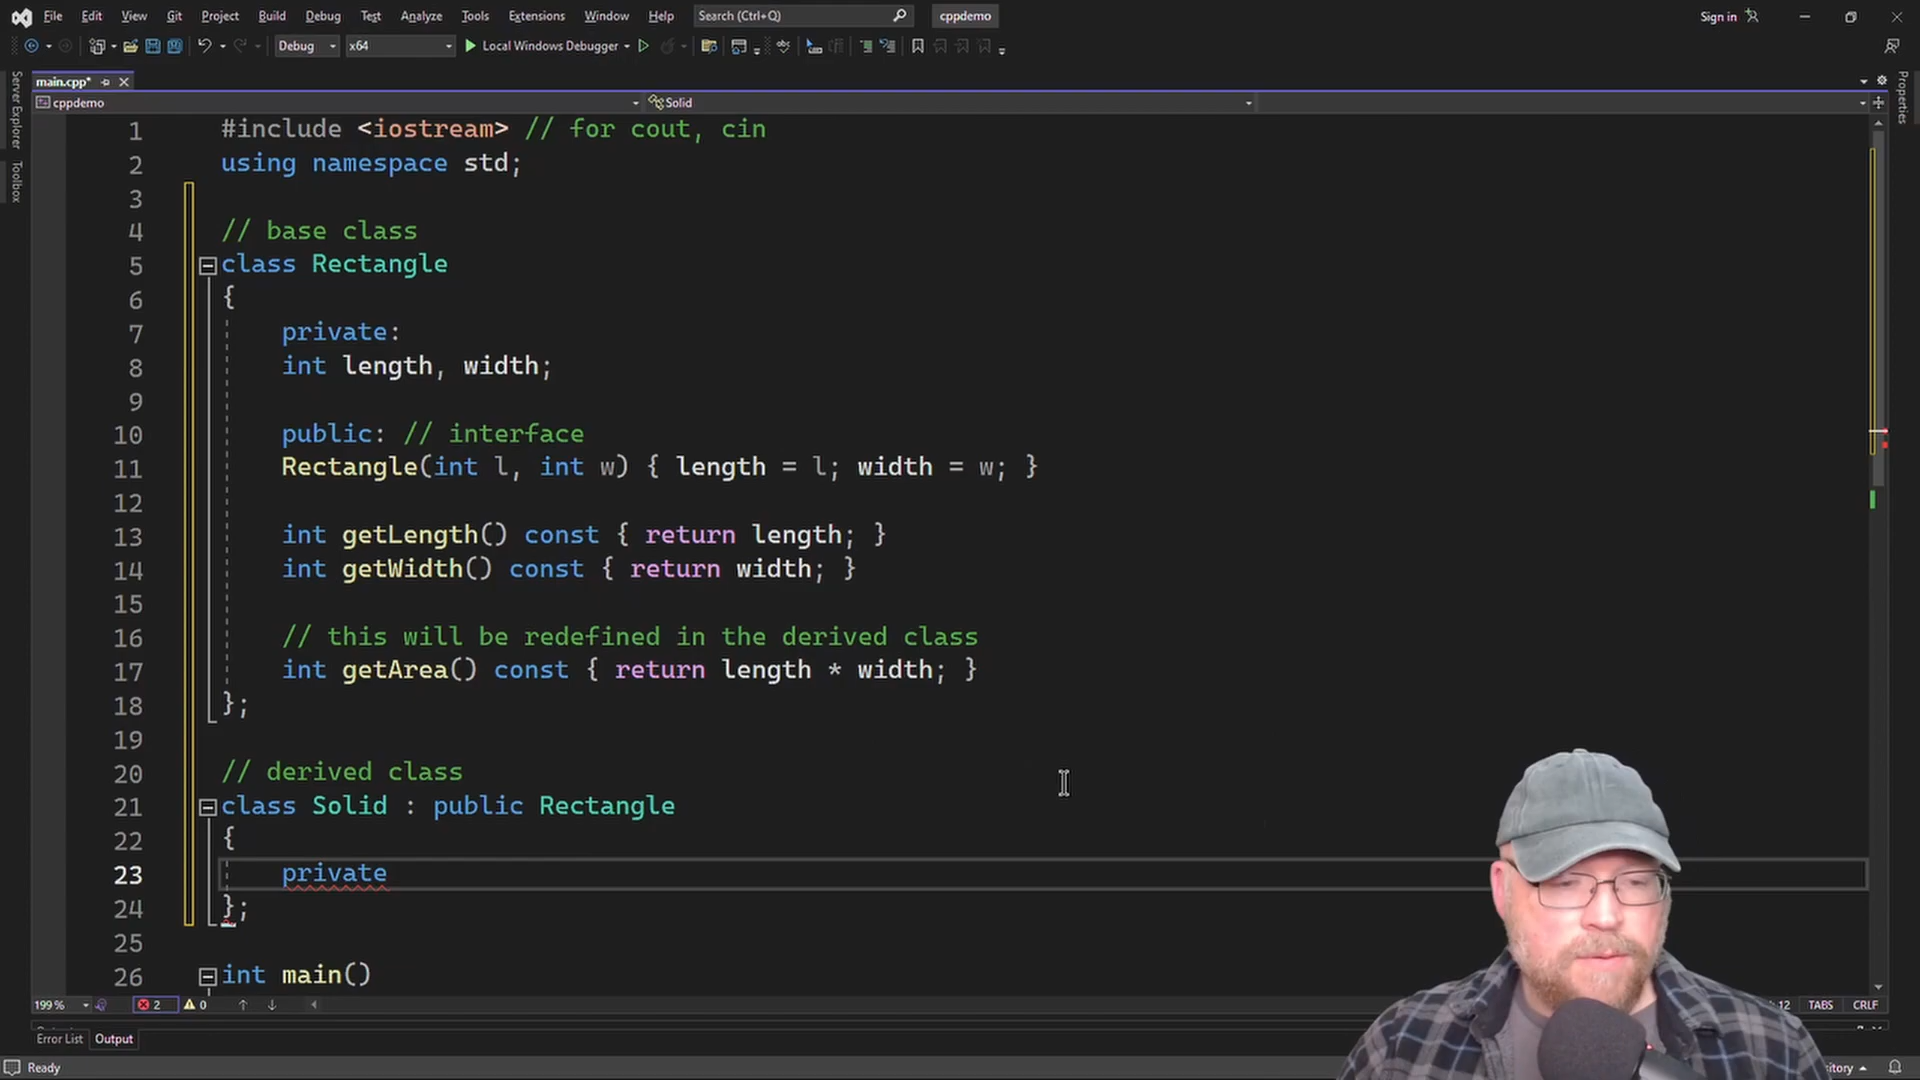 File Edit View Git Project Build Debug Test Analyze Tools Extensions Window Help Search (Ctrl+Q) cppdemo Sign in
Debug x64 Local Windows Debugger
main.cpp*
cppdemo Solid
Server Explorer
Toolbox
Properties
1 #include <iostream> // for cout, cin
2 using namespace std;
3
4 // base class
5 class Rectangle
6 {
7 private:
8 int length, width;
9
10 public: // interface
11 Rectangle(int l, int w) { length = l; width = w; }
12
13 int getLength() const { return length; }
14 int getWidth() const { return width; }
15
16 // this will be redefined in the derived class
17 int getArea() const { return length * width; }
18 };
19
20 // derived class
21 class Solid : public Rectangle
22 {
23 private
24 };
25
26 int main()
199 % 2 0 :12 TABS CRLF
Error List Output
Ready